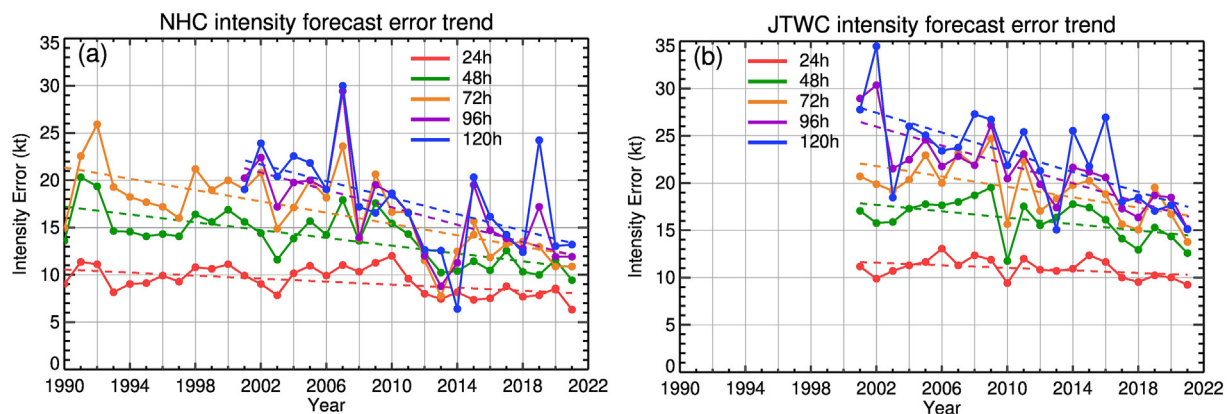 NHC intensity forecast error trend
(a)
24h
48h
72h
96h
120h
Intensity Error (kt)
35
30
25
20
15
10
5
0
1990 1994 1998 2002 2006 2010 2014 2018 2022
Year
JTWC intensity forecast error trend
(b)
24h
48h
72h
96h
120h
Intensity Error (kt)
35
30
25
20
15
10
5
0
1990 1994 1998 2002 2006 2010 2014 2018 2022
Year